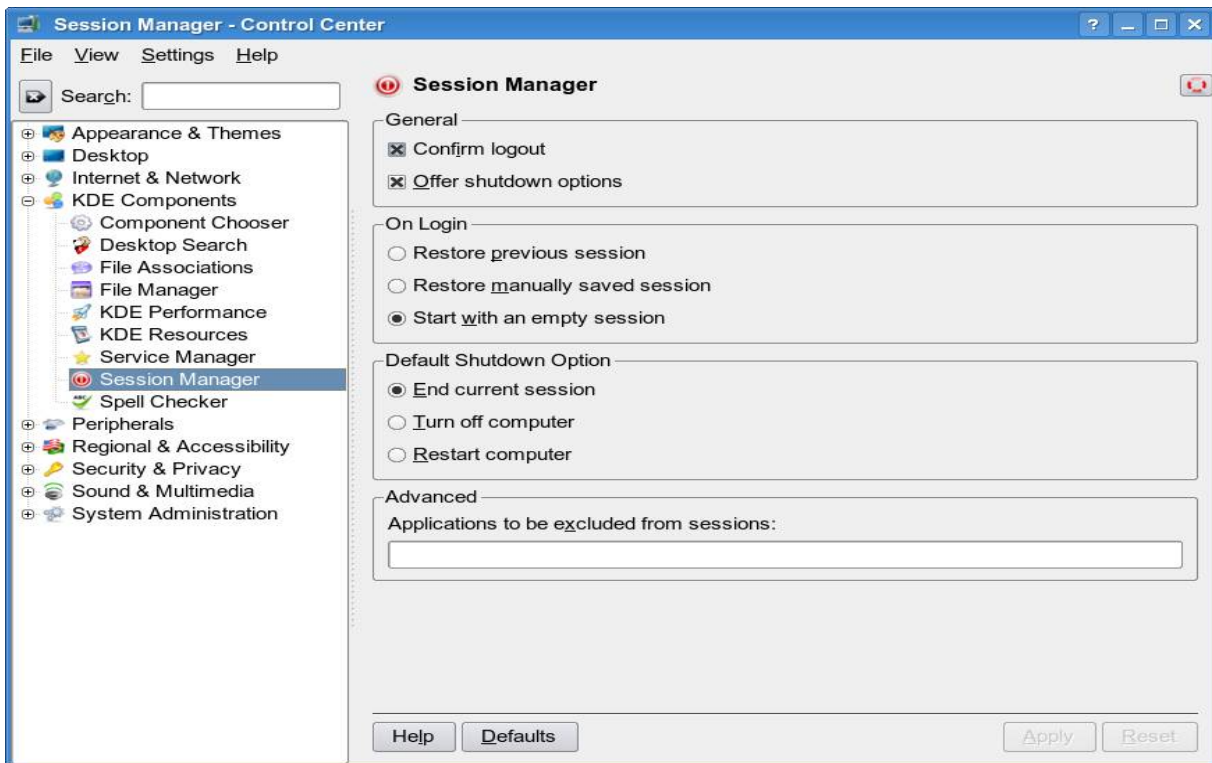 Session Manager - Control Center
File View Settings Help
Search:
Appearance & Themes
Desktop
Internet & Network
KDE Components
Component Chooser
Desktop Search
File Associations
File Manager
KDE Performance
KDE Resources
Service Manager
Session Manager
Spell Checker
Peripherals
Regional & Accessibility
Security & Privacy
Sound & Multimedia
System Administration
Session Manager
General
Confirm logout
Offer shutdown options
On Login
Restore previous session
Restore manually saved session
Start with an empty session
Default Shutdown Option
End current session
Turn off computer
Restart computer
Advanced
Applications to be excluded from sessions:
Help Defaults Apply Reset